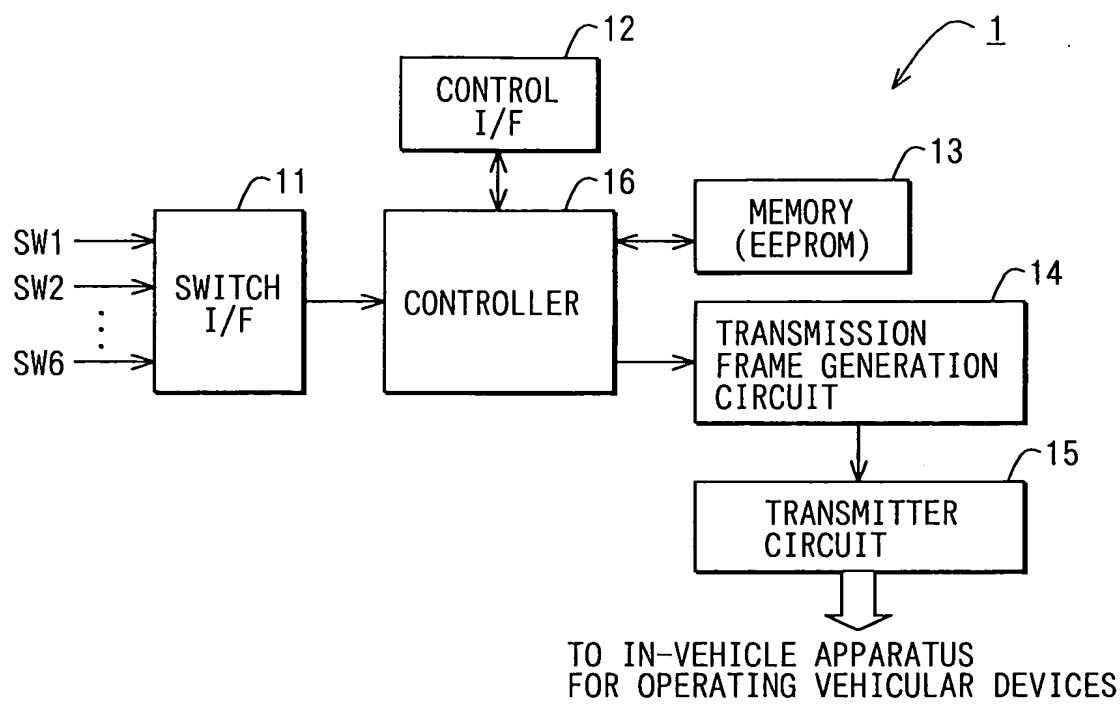 1
12
CONTROL
I/F
13
MEMORY
(EEPROM)
11
16
SW1
SW2
SW6
SWITCH
I/F
CONTROLLER
14
TRANSMISSION
FRAME GENERATION
CIRCUIT
15
TRANSMITTER
CIRCUIT
TO IN-VEHICLE APPARATUS
FOR OPERATING VEHICULAR DEVICES